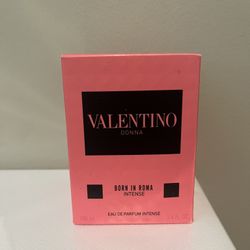 VALENTINO
DONNA
BORN IN ROMA
INTENSE
EAU DE PARFUM INTENSE